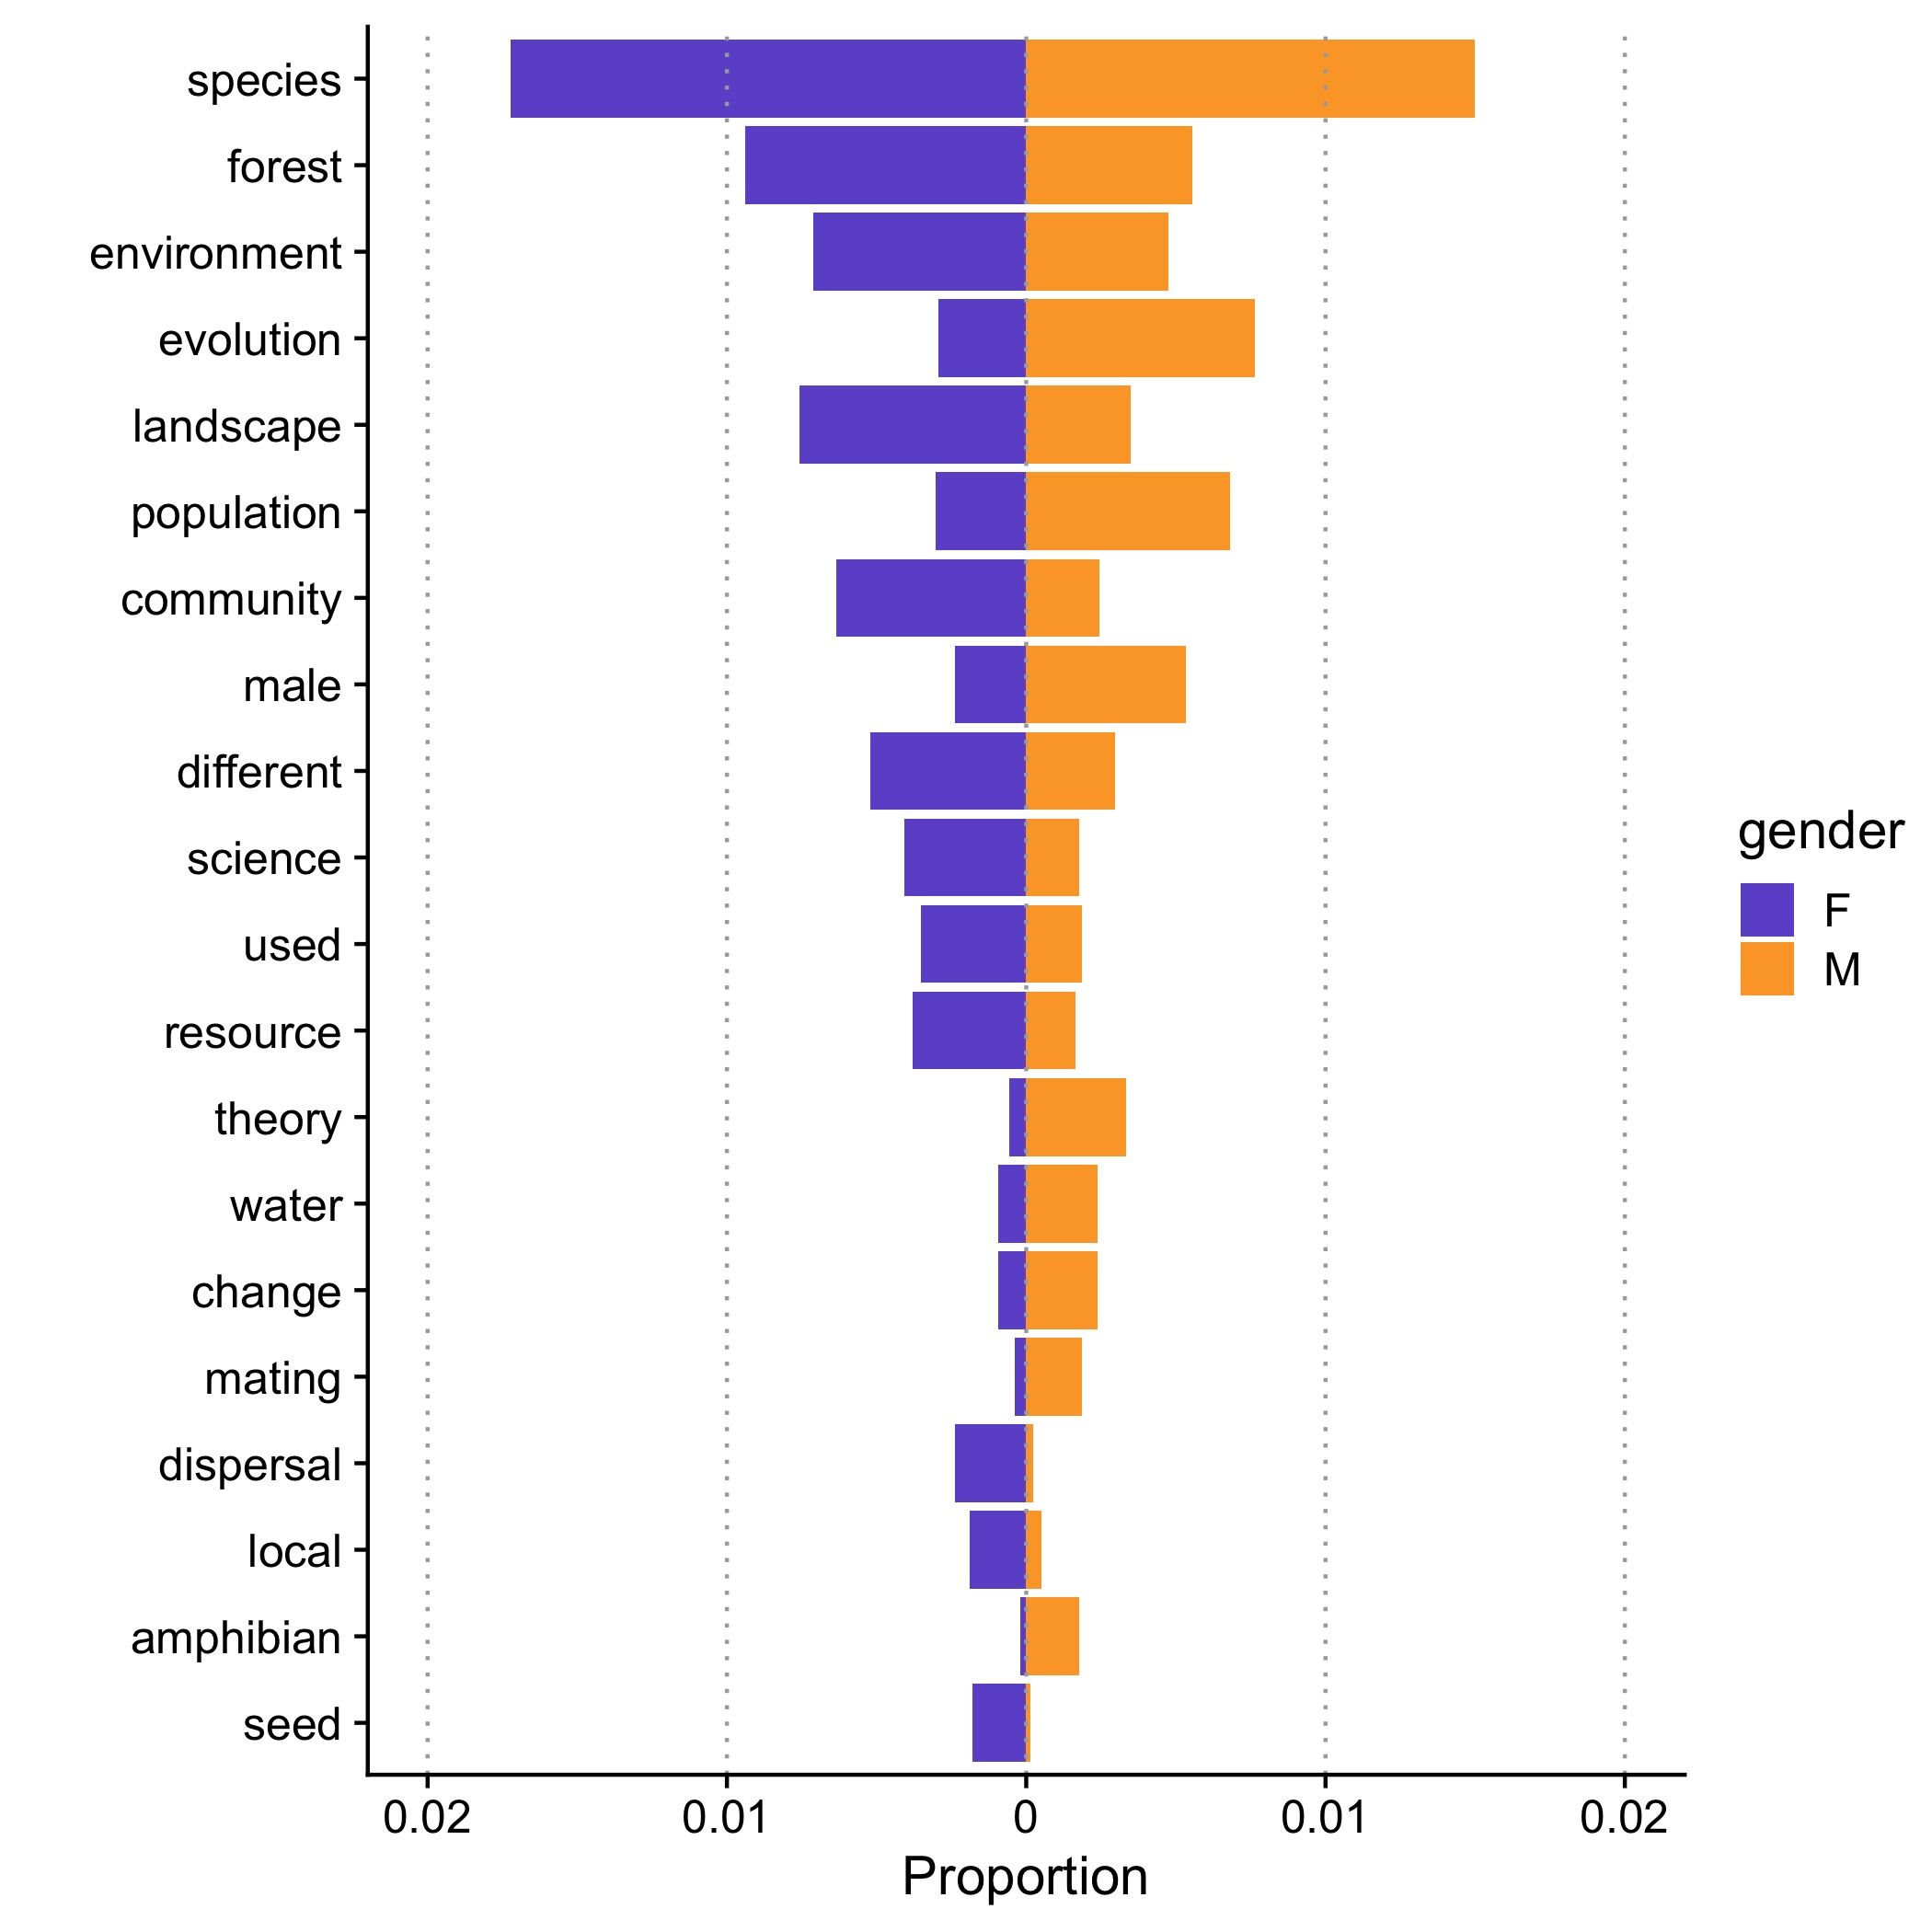 species
forest
environment
evolution
landscape
population
community
male
different
science
used
resource
theory
water
change
mating
dispersal
local
amphibian
seed
0.02 0.01 0 0.01 0.02
Proportion
gender
F
M